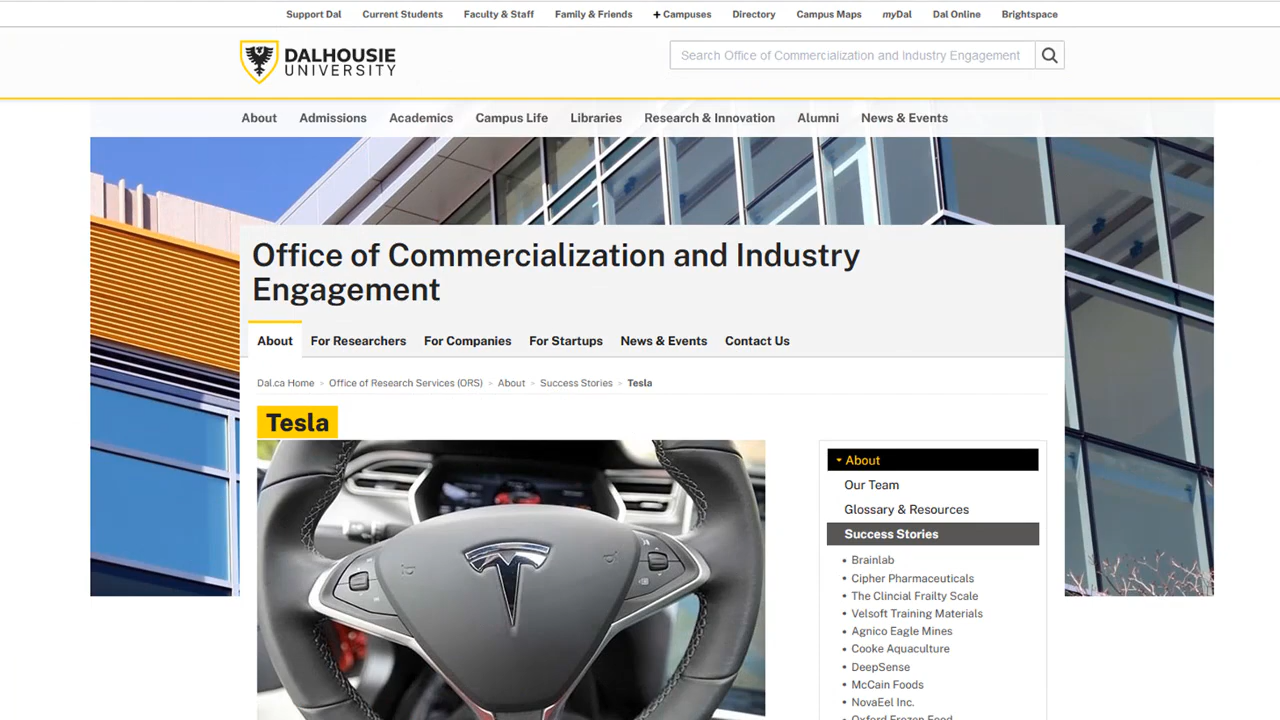 Support Dal Current Students Faculty & Staff Family & Friends + Campuses Directory Campus Maps myDal Dal Online Brightspace
DALHOUSIE
UNIVERSITY
Search Office of Commercialization and Industry Engagement
About Admissions Academics Campus Life Libraries Research & Innovation Alumni News & Events
Office of Commercialization and Industry
Engagement
About For Researchers For Companies For Startups News & Events Contact Us
Dal.ca Home > Office of Research Services (ORS) > About > Success Stories > Tesla
Tesla
About
Our Team
Glossary & Resources
Success Stories
• Brainlab
• Cipher Pharmaceuticals
• The Clincial Frailty Scale
• Velsoft Training Materials
• Agnico Eagle Mines
• Cooke Aquaculture
• DeepSense
• McCain Foods
• NovaEel Inc.
Oxford Frozen Food